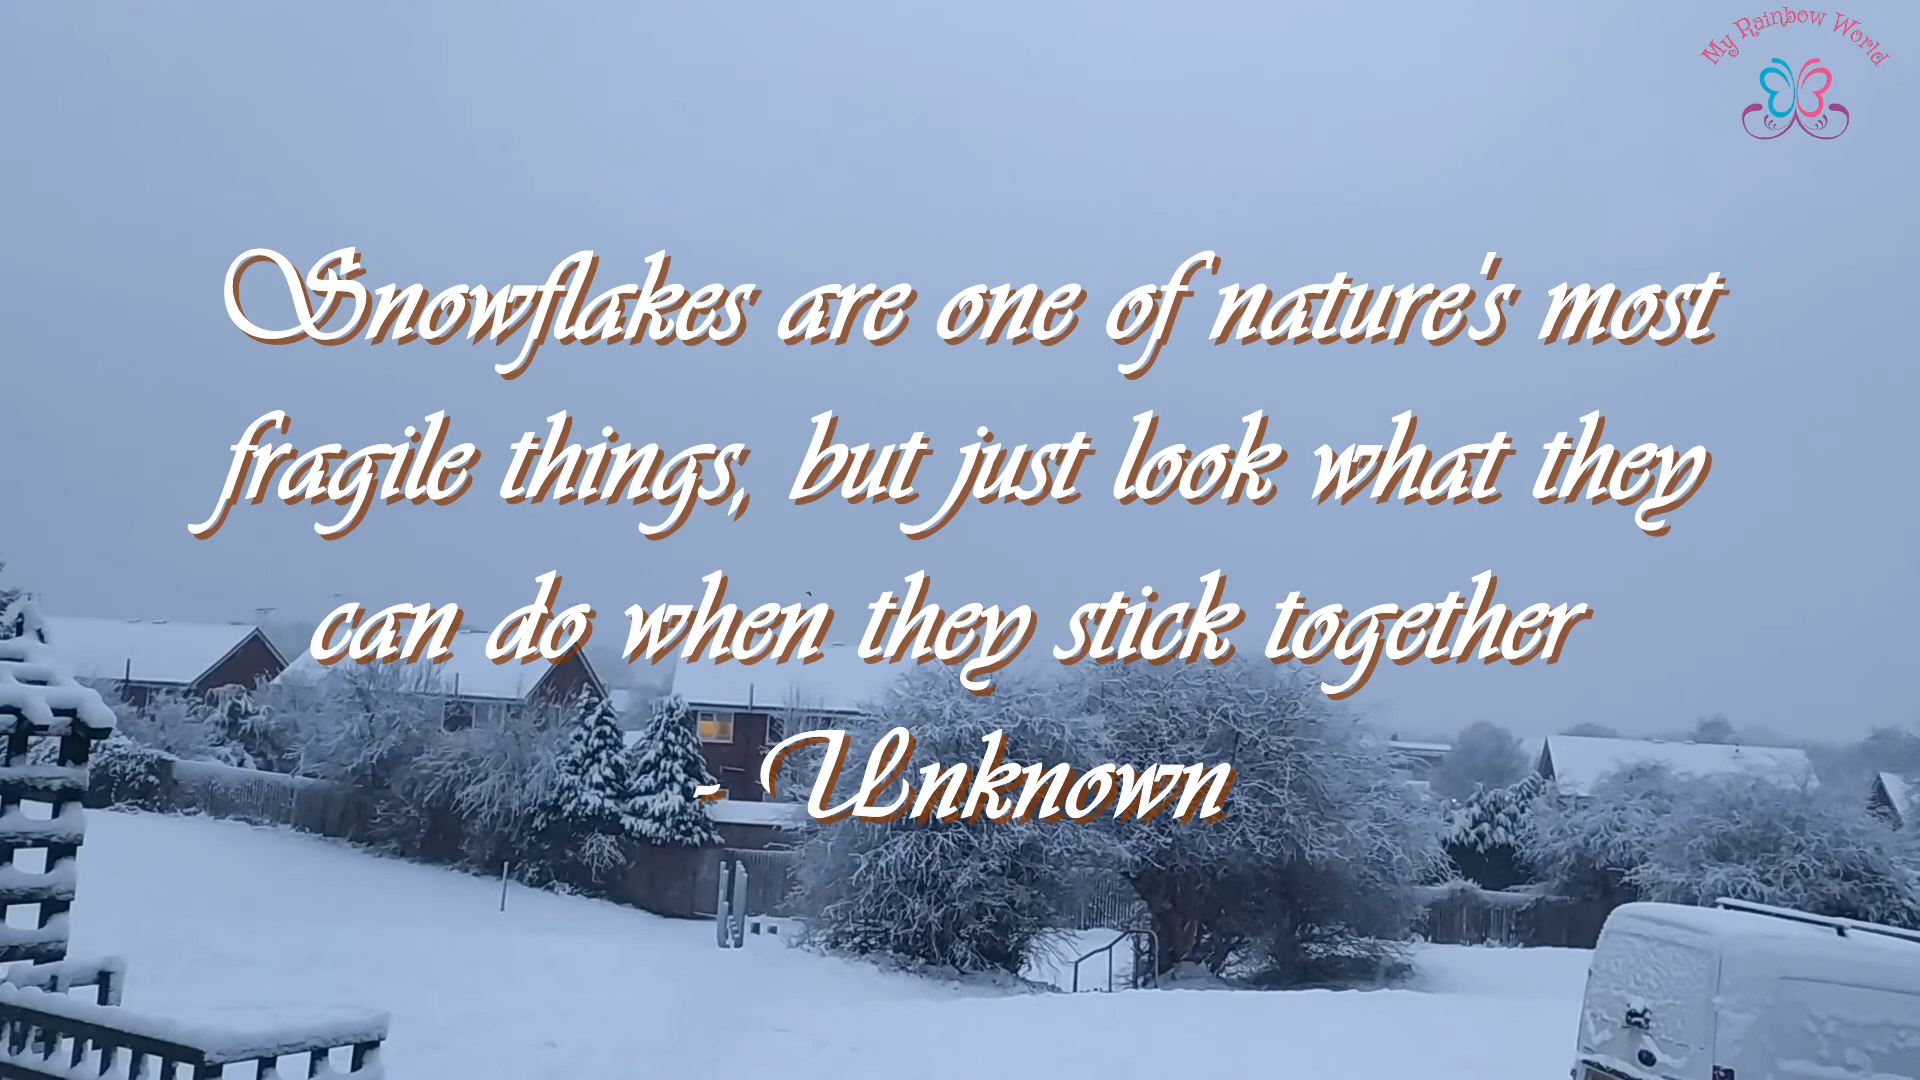 My Rainbow World
Snowflakes are one of nature's most
fragile things, but just look what they
can do when they stick together
- Unknown